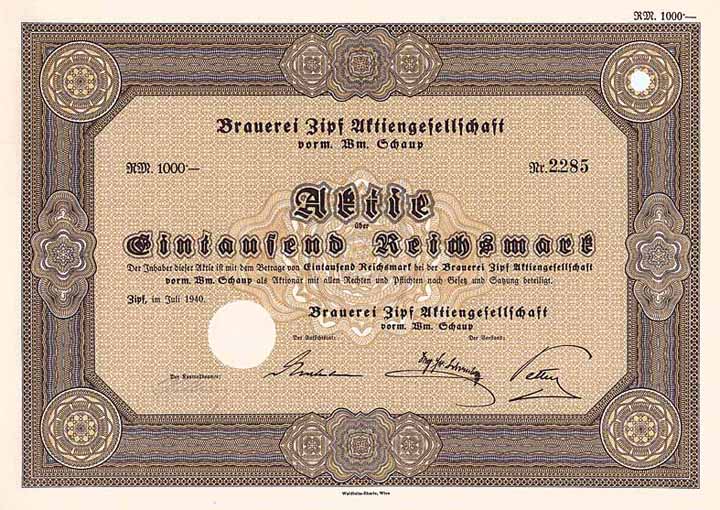 RM. 1000·—
Brauerei Zipf Aktiengesellschaft
vorm. Wm. Schaup
RM. 1000·—
Nr. 2285
Aktie
über
Eintausend Reichsmark
Der Inhaber dieser Aktie ist mit dem Betrage von Eintausend Reichsmark bei der Brauerei Zipf Aktiengesellschaft
vorm. Wm. Schaup als Aktionär mit allen Rechten und Pflichten nach Gesetz und Satzung beteiligt.
Zipf, im Juli 1940.
Brauerei Zipf Aktiengesellschaft
vorm. Wm. Schaup
Der Aufsichtsrat:
Der Vorstand:
Der Kontrollbeamte:
Waldheim-Eberle, Wien